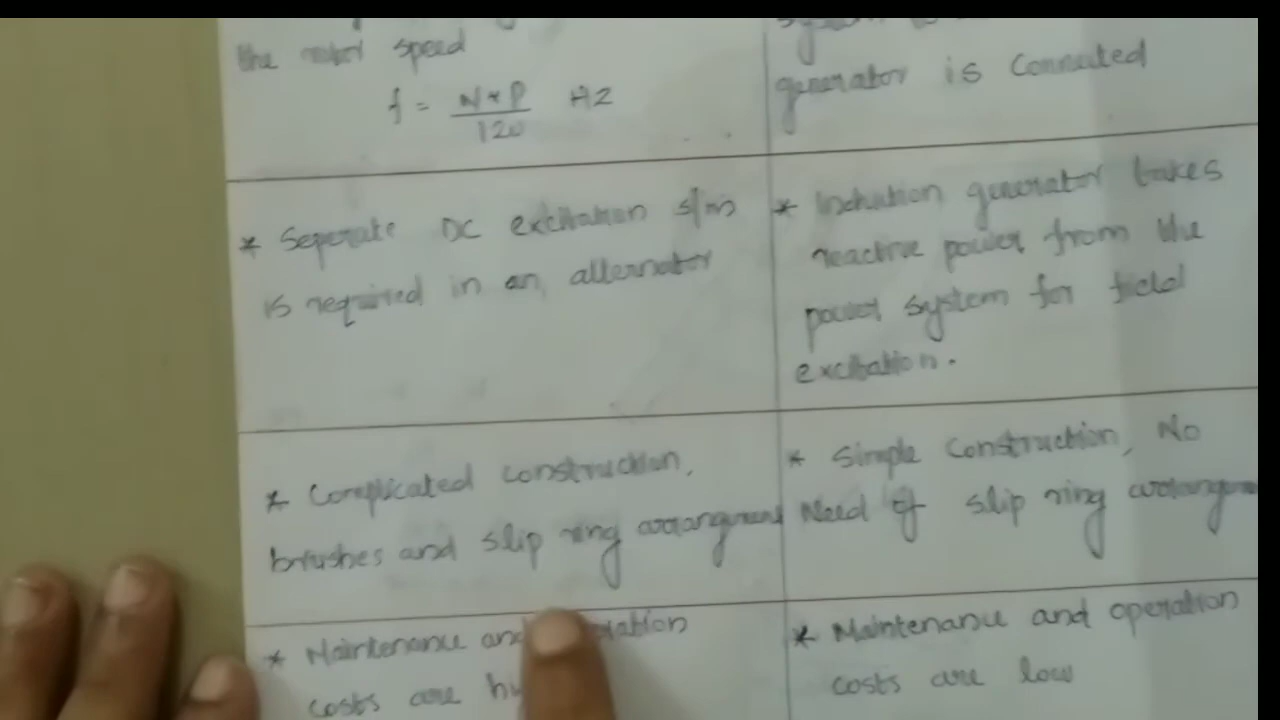 the rotor speed
f = N*P / 120 HZ
* Seperate DC excitation s/m
is required in an alternator
* Complicated construction,
brushes and slip ring arrangement
* Maintenance and
costs are
generator is Connected
* Induction generator takes
reactive power from the
power system for field
excitation.
* Simple Construction, No
Need of slip ring
* Maintenance and operation
costs are low